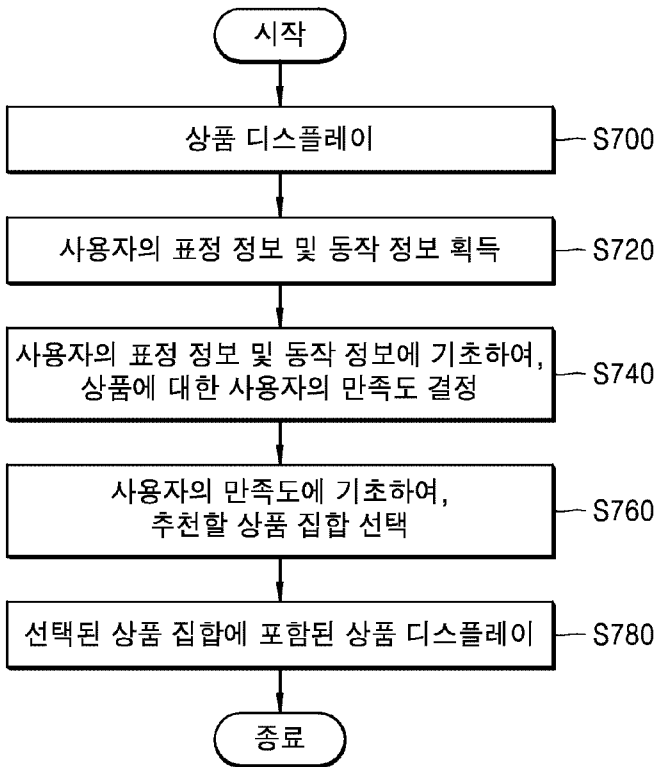 시작
상품 디스플레이
S700
사용자의 표정 정보 및 동작 정보 획득
S720
사용자의 표정 정보 및 동작 정보에 기초하여,
상품에 대한 사용자의 만족도 결정
S740
사용자의 만족도에 기초하여,
추천할 상품 집합 선택
S760
선택된 상품 집합에 포함된 상품 디스플레이
S780
종료